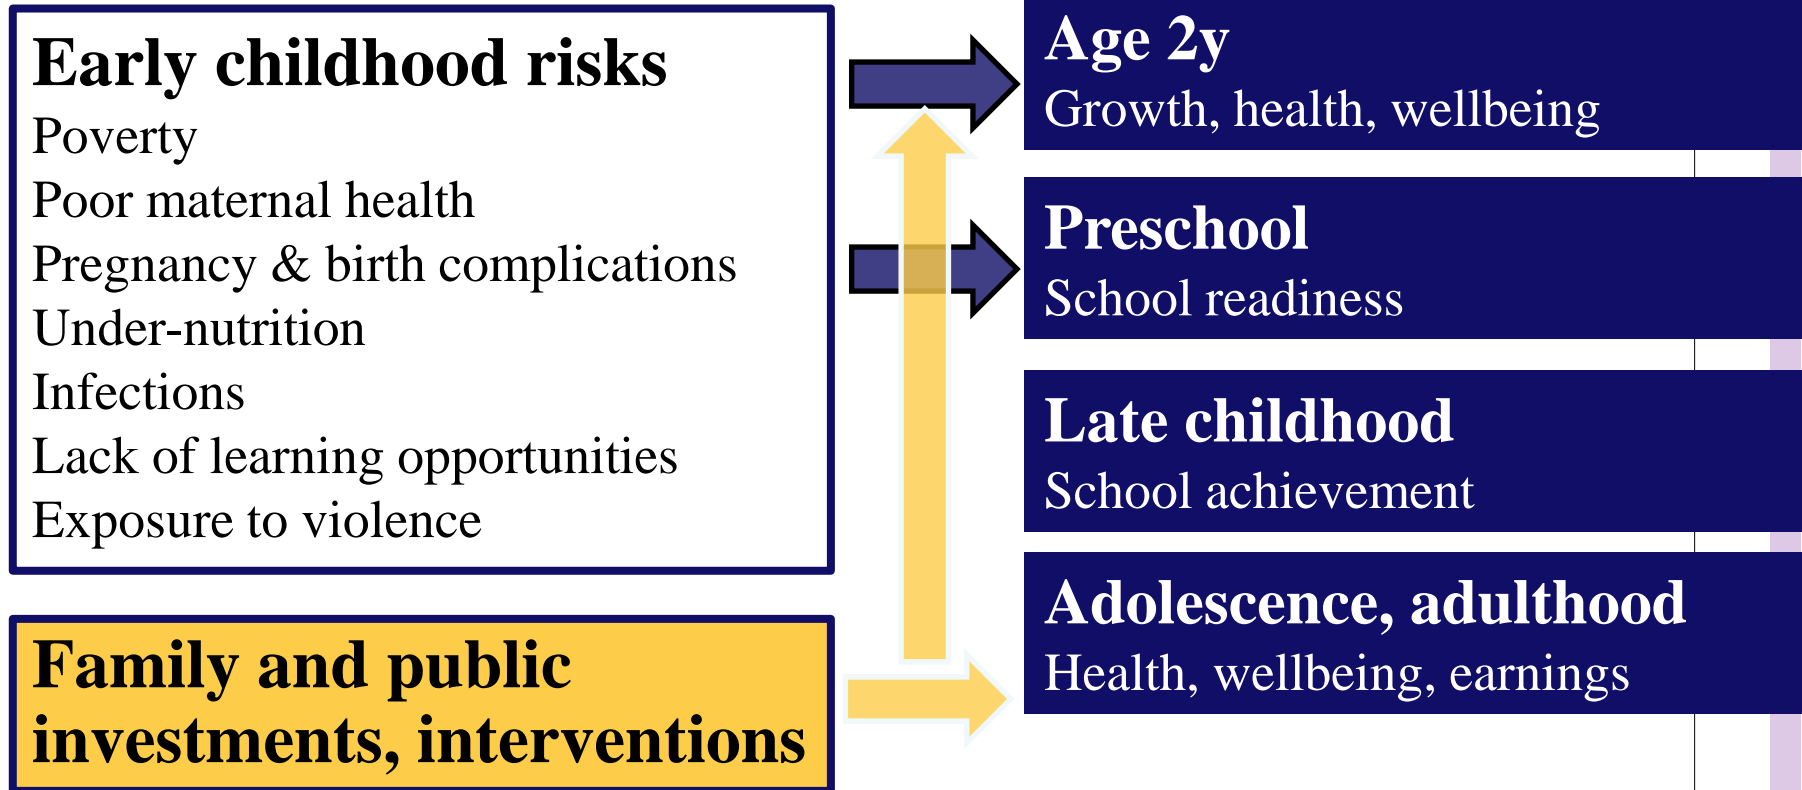 Early childhood risks
Poverty
Poor maternal health
Pregnancy & birth complications
Under-nutrition
Infections
Lack of learning opportunities
Exposure to violence
Family and public
investments, interventions
Age 2y
Growth, health, wellbeing
Preschool
School readiness
Late childhood
School achievement
Adolescence, adulthood
Health, wellbeing, earnings